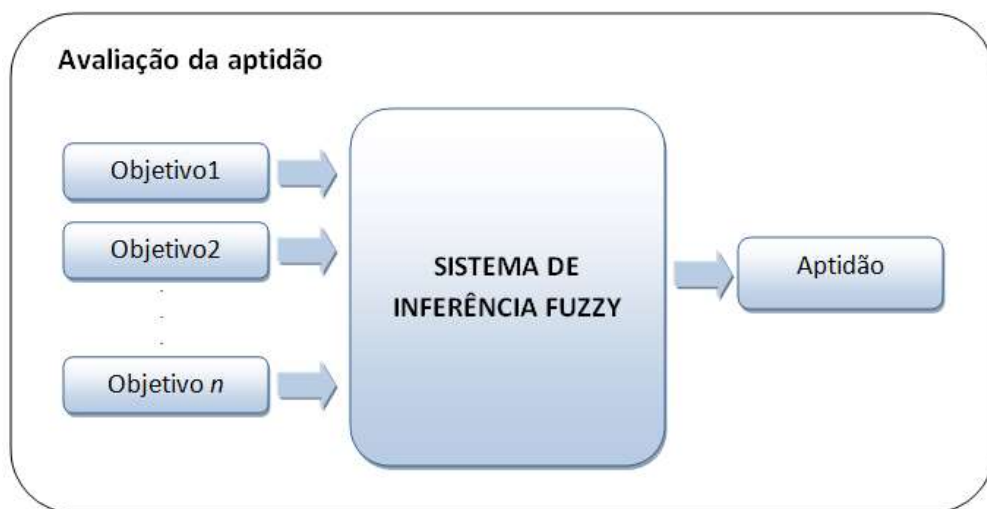 Avaliação da aptidão
Objetivo1
Objetivo2
.
.
.
Objetivo n
SISTEMA DE
INFERÊNCIA FUZZY
Aptidão